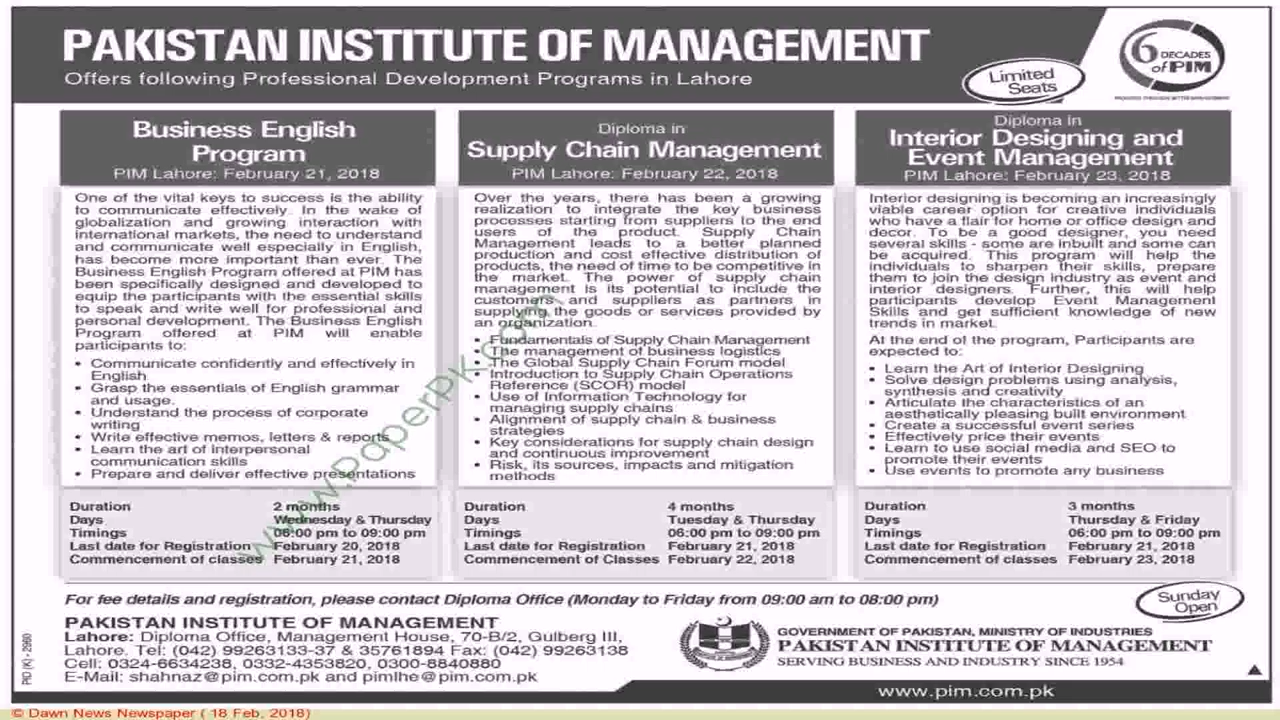 PAKISTAN INSTITUTE OF MANAGEMENT
Offers following Professional Development Programs in Lahore
Limited
Seats
6 DECADES
of PIM
Business English
Program
PIM Lahore: February 21, 2018
One of the vital keys to success is the ability
to communicate effectively. In the wake of
globalization and growing interaction with
international markets, the need to understand
and communicate well especially in English,
has become more important than ever. The
Business English Program offered at PIM has
been specifically designed and developed to
equip the participants with the essential skills
to speak and write well for professional and
personal development. The Business English
Program offered at PIM will enable
participants to:
• Communicate confidently and effectively in
English
• Grasp the essentials of English grammar
and usage.
• Understand the process of corporate
writing
• Write effective memos, letters & reports
• Learn the art of interpersonal
communication skills
• Prepare and deliver effective presentations
Duration 2 months
Days Wednesday & Thursday
Timings 06:00 pm to 09:00 pm
Last date for Registration February 20, 2018
Commencement of classes February 21, 2018
Diploma in
Supply Chain Management
PIM Lahore: February 22, 2018
Over the years, there has been a growing
realization to integrate the key business
processes starting from suppliers to the end
users of the product. Supply Chain
Management leads to a better planned
production and cost effective distribution of
products, the need of time to be competitive in
the market. The power of supply chain
management is its potential to include the
customers and suppliers as partners in
supplying the goods or services provided by
an organization.
• Fundamentals of Supply Chain Management
• The management of business logistics
• The Global Supply Chain Forum model
• Introduction to Supply Chain Operations
Reference (SCOR) model
• Use of Information Technology for
managing supply chains
• Alignment of supply chain & business
strategies
• Key considerations for supply chain design
and continuous improvement
• Risk, its sources, impacts and mitigation
methods
Duration 4 months
Days Tuesday & Thursday
Timings 06:00 pm to 09:00 pm
Last date for Registration February 21, 2018
Commencement of Classes February 22, 2018
Diploma in
Interior Designing and
Event Management
PIM Lahore: February 23, 2018
Interior designing is becoming an increasingly
viable career option for creative individuals
who have a flair for home or office design and
decor. To be a good designer, you need
several skills - some are inbuilt and some can
be acquired. This program will help the
individuals to sharpen their skills, prepare
them to join the design industry as event and
interior designers. Further, this will help
participants develop Event Management
Skills and get sufficient knowledge of new
trends in market.
At the end of the program, Participants are
expected to:
• Learn the Art of Interior Designing
• Solve design problems using analysis,
synthesis and creativity
• Articulate the characteristics of an
aesthetically pleasing built environment
• Create a successful event series
• Effectively price their events
• Learn to use social media and SEO to
promote their events
• Use events to promote any business
Duration 3 months
Days Thursday & Friday
Timings 06:00 pm to 09:00 pm
Last date for Registration February 21, 2018
Commencement of classes February 23, 2018
www.PaperPK.com
For fee details and registration, please contact Diploma Office (Monday to Friday from 09:00 am to 08:00 pm)
Sunday
Open
PAKISTAN INSTITUTE OF MANAGEMENT
Lahore: Diploma Office, Management House, 70-B/2, Gulberg III,
Lahore. Tel: (042) 99263133-37 & 35761894 Fax: (042) 99263138
Cell: 0324-6634238, 0332-4353820, 0300-8840880
E-Mail: shahnaz@pim.com.pk and pimlhe@pim.com.pk
GOVERNMENT OF PAKISTAN, MINISTRY OF INDUSTRIES
PAKISTAN INSTITUTE OF MANAGEMENT
SERVING BUSINESS AND INDUSTRY SINCE 1954
www.pim.com.pk
© Dawn News Newspaper ( 18 Feb, 2018)